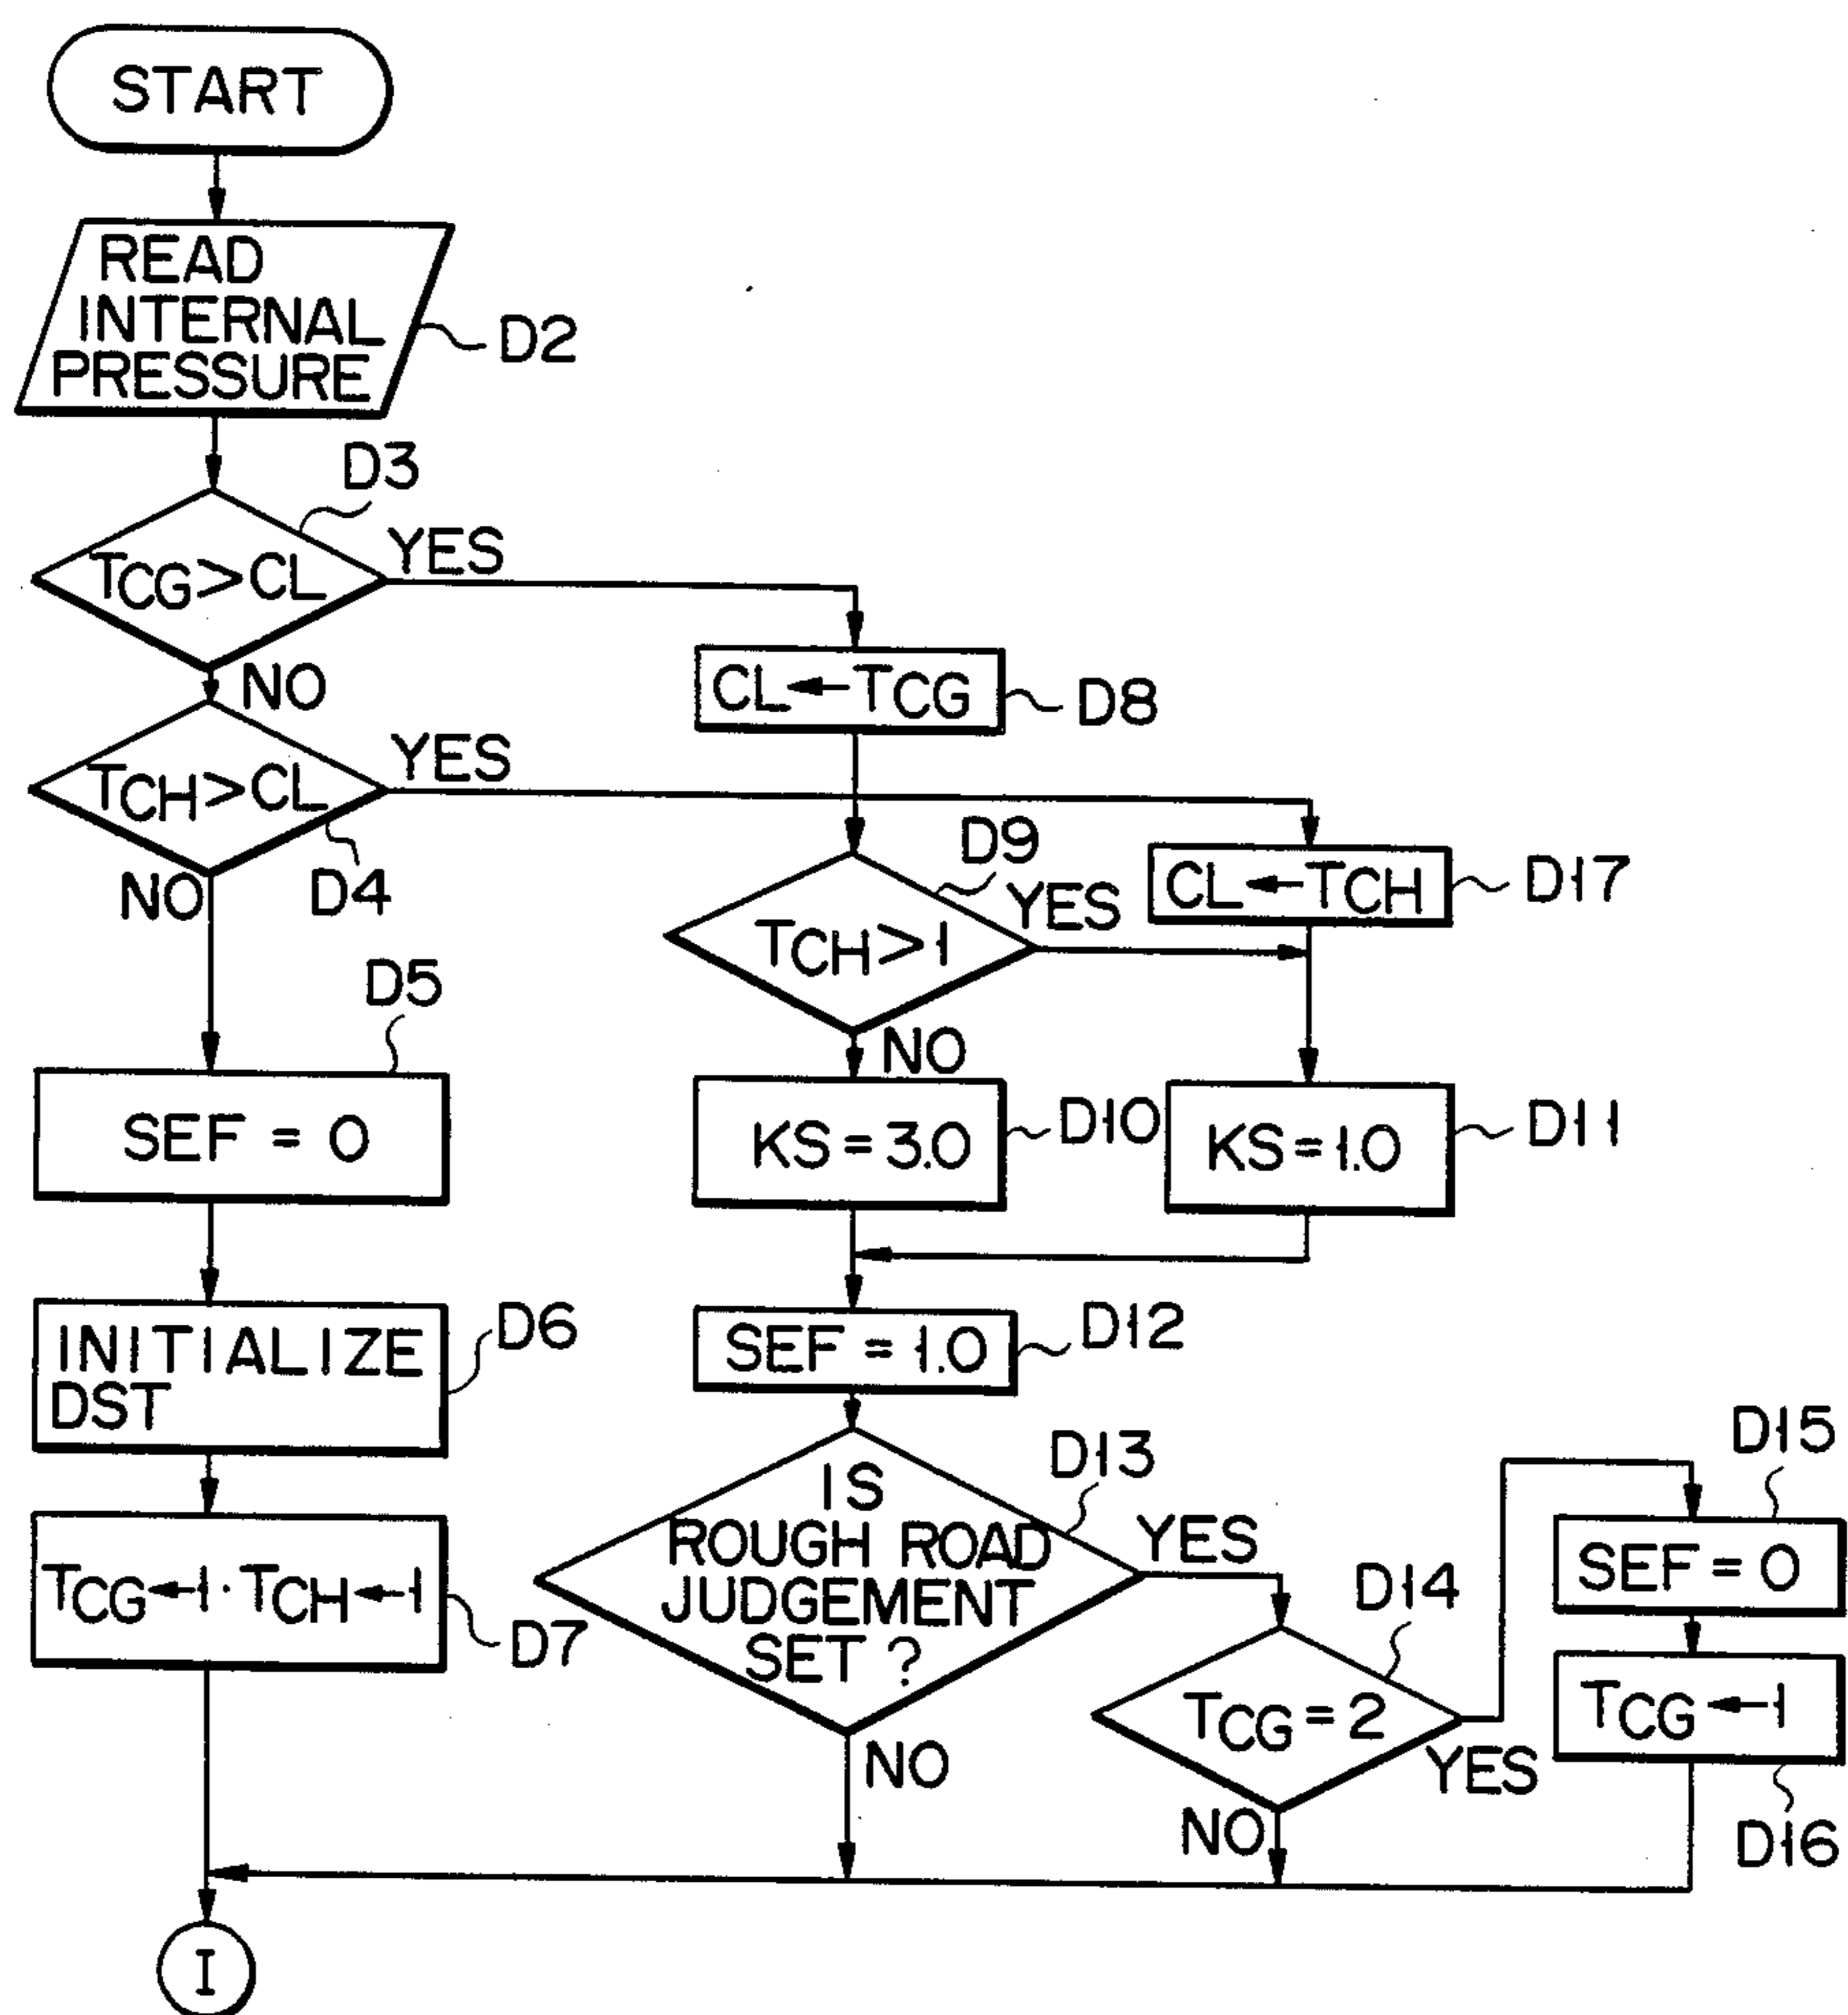 START
READ
INTERNAL
PRESSURE
D2
D3
TCG>CL
YES
NO
CL←TCG
D8
TCH>CL
YES
D4
NO
D9
TCH>1
YES
NO
CL←TCH
D17
D5
SEF = 0
KS = 3.0
D10
KS = 1.0
D11
INITIALIZE
DST
D6
SEF = 1.0
D12
D13
IS
ROUGH ROAD
JUDGEMENT
SET ?
YES
NO
D14
TCG = 2
YES
NO
D15
SEF = 0
TCG ← 1
D16
TCG←1・TCH←1
D7
I